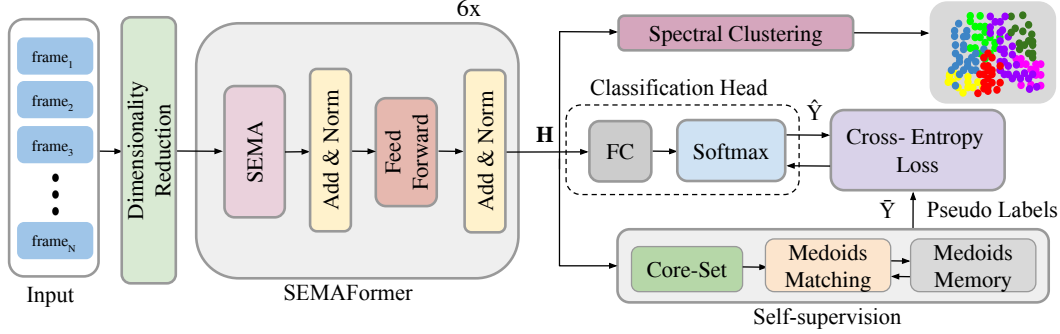 frame1
frame2
frame3
frameN
Input
Dimensionality
Reduction
6x
SEMA
Add & Norm
Feed
Forward
Add & Norm
SEMAFormer
H
Spectral Clustering
Classification Head
FC
Softmax
Ŷ
Cross- Entropy
Loss
Ȳ
Pseudo Labels
Core-Set
Medoids
Matching
Medoids
Memory
Self-supervision